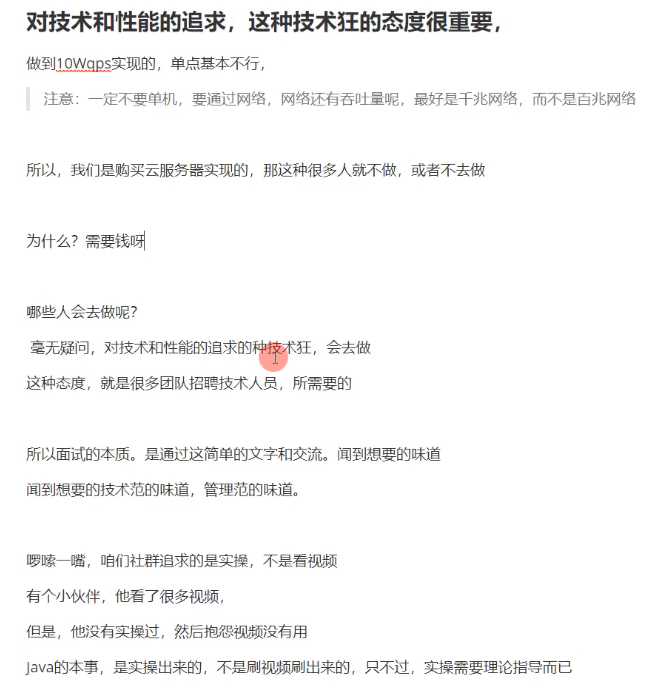 对技术和性能的追求，这种技术狂的态度很重要，
做到10Wqps实现的，单点基本不行，
注意：一定不要单机，要通过网络，网络还有吞吐量呢，最好是千兆网络，而不是百兆网络
所以，我们是购买云服务器实现的，那这种很多人就不做，或者不去做
为什么？需要钱呀
哪些人会去做呢？
毫无疑问，对技术和性能的追求的种技术狂，会去做
这种态度，就是很多团队招聘技术人员，所需要的
所以面试的本质。是通过这简单的文字和交流。闻到想要的味道
闻到想要的技术范的味道，管理范的味道。
啰嗦一嘴，咱们社群追求的是实操，不是看视频
有个小伙伴，他看了很多视频，
但是，他没有实操过，然后抱怨视频没有用
Java的本事，是实操出来的，不是刷视频刷出来的，只不过，实操需要理论指导而已